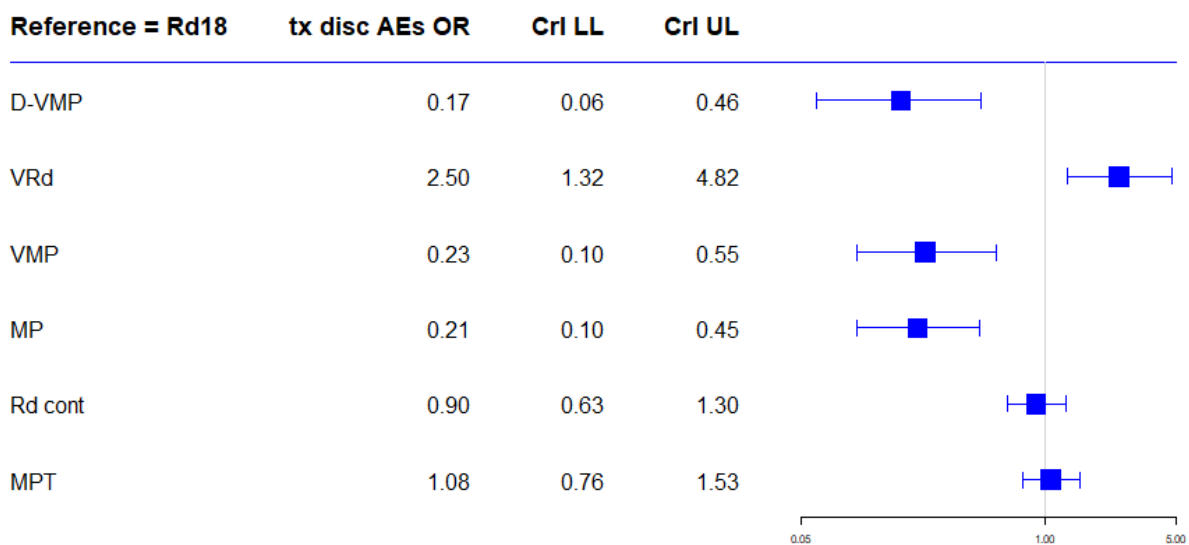 Reference = Rd18 tx disc AEs OR CrI LL CrI UL
D-VMP 0.17 0.06 0.46
VRd 2.50 1.32 4.82
VMP 0.23 0.10 0.55
MP 0.21 0.10 0.45
Rd cont 0.90 0.63 1.30
MPT 1.08 0.76 1.53
0.05 1.00 5.00